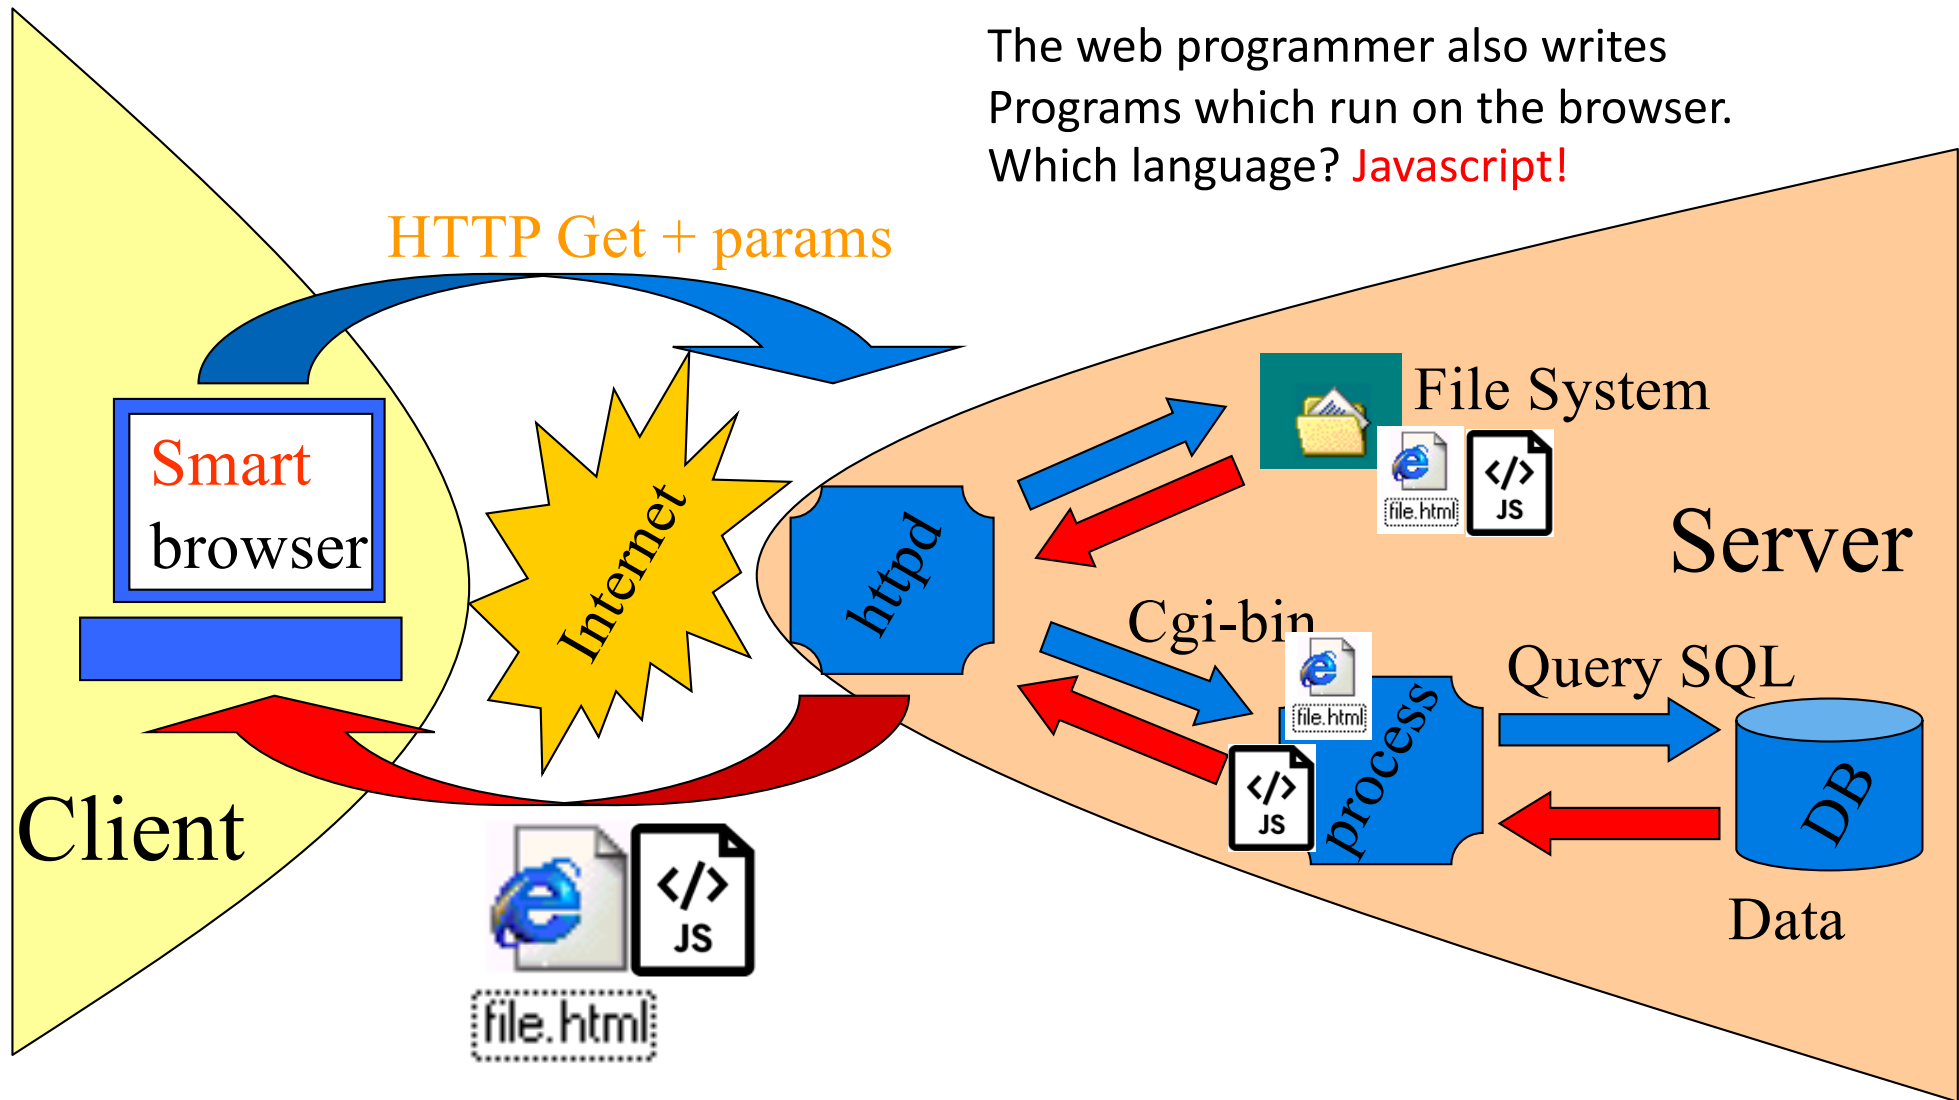 The web programmer also writes
Programs which run on the browser.
Which language? Javascript!
HTTP Get + params
Smart
browser
Internet
httpd
File System
file.html
</>
JS
Server
Cgi-bin
file.html
</>
JS
process
Query SQL
DB
Data
Client
</>
JS
file.html